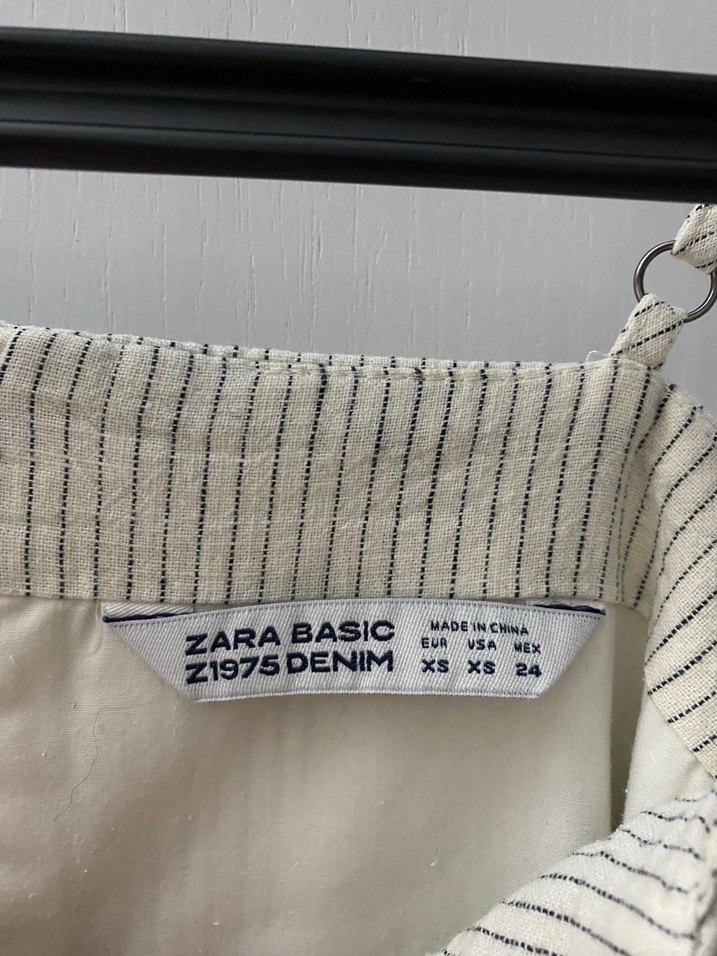 ZARA BASIC
Z1975 DENIM
MADE IN CHINA
EUR USA MEX
XS XS 24